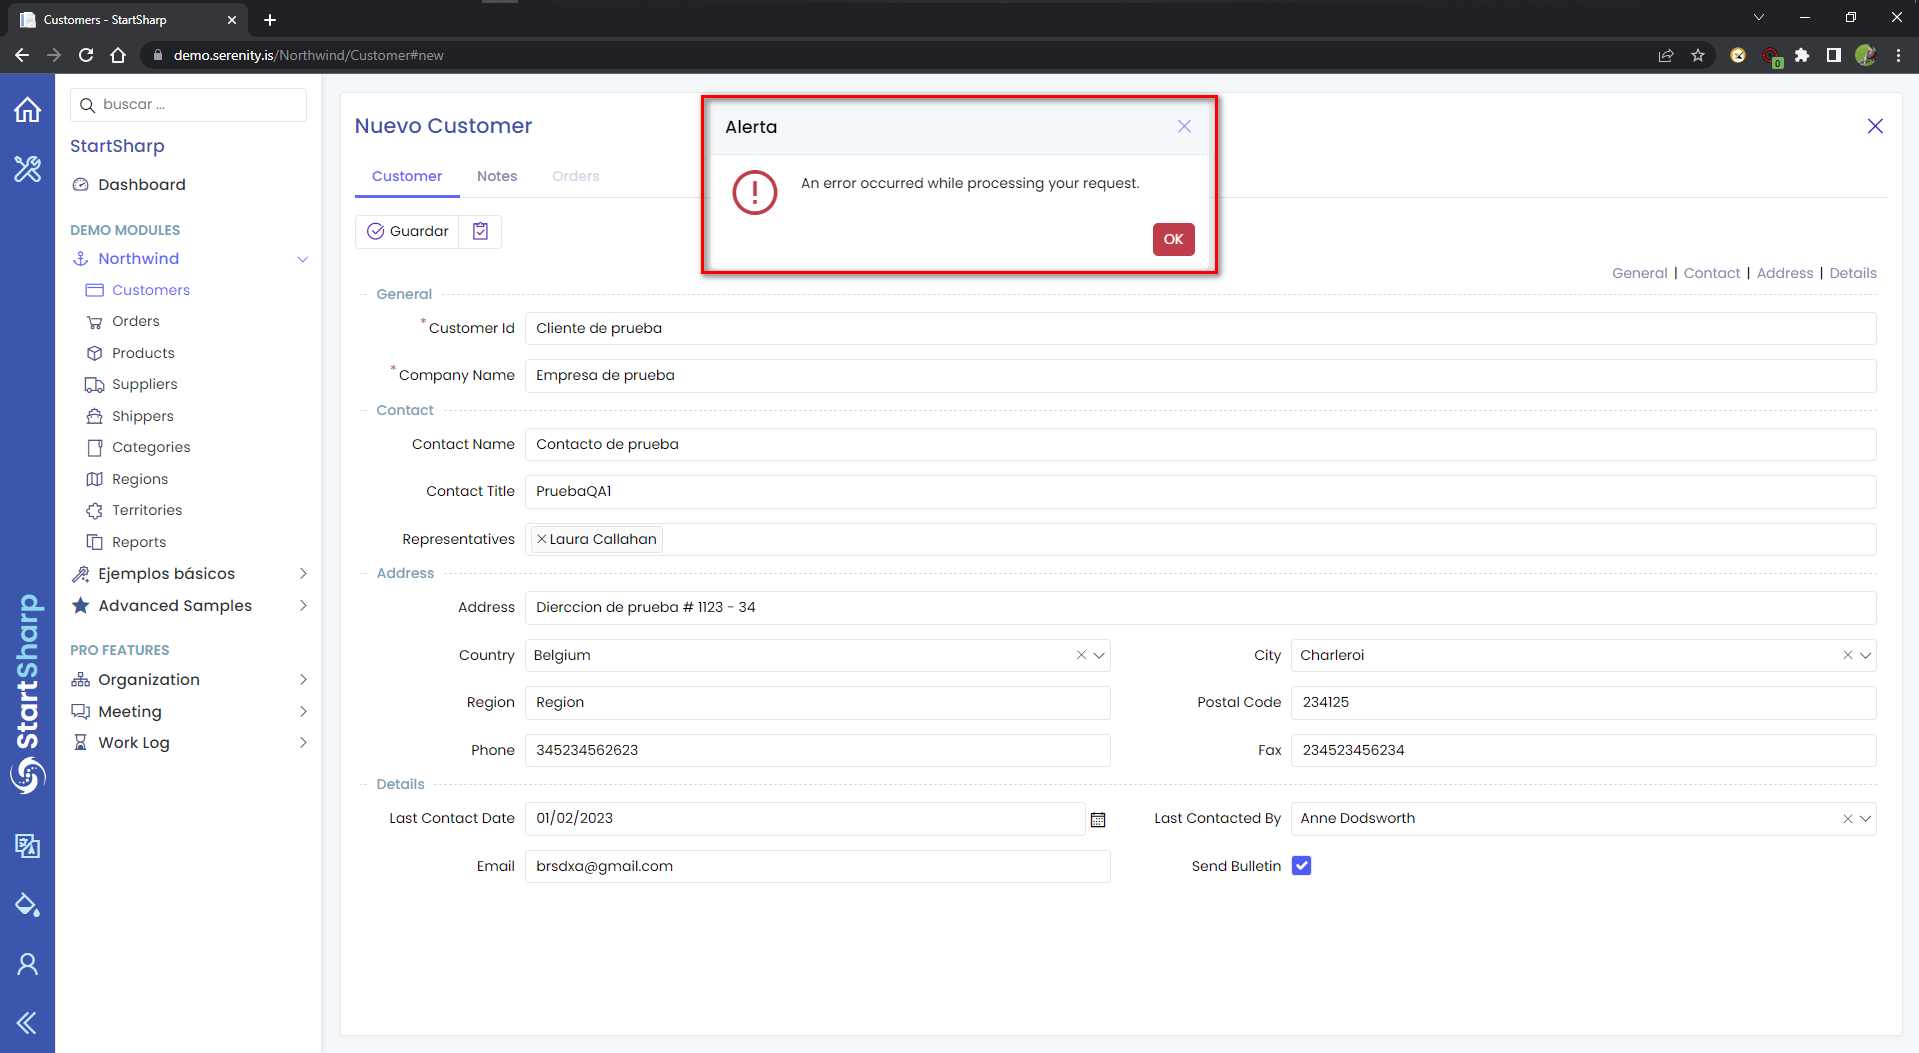 Customers - StartSharp
demo.serenity.is/Northwind/Customer#new
0
buscar ...
StartSharp
Dashboard
DEMO MODULES
Northwind
Customers
Orders
Products
Suppliers
Shippers
Categories
Regions
Territories
Reports
Ejemplos básicos
Advanced Samples
PRO FEATURES
Organization
Meeting
Work Log
StartSharp
Nuevo Customer
Customer Notes Orders
Guardar
Alerta
An error occurred while processing your request.
OK
General | Contact | Address | Details
General
*Customer Id Cliente de prueba
*Company Name Empresa de prueba
Contact
Contact Name Contacto de prueba
Contact Title PruebaQA1
Representatives Laura Callahan
Address
Address Dierccion de prueba # 1123 - 34
Country Belgium City Charleroi
Region Region Postal Code 234125
Phone 345234562623 Fax 234523456234
Details
Last Contact Date 01/02/2023 Last Contacted By Anne Dodsworth
Email brsdxa@gmail.com Send Bulletin